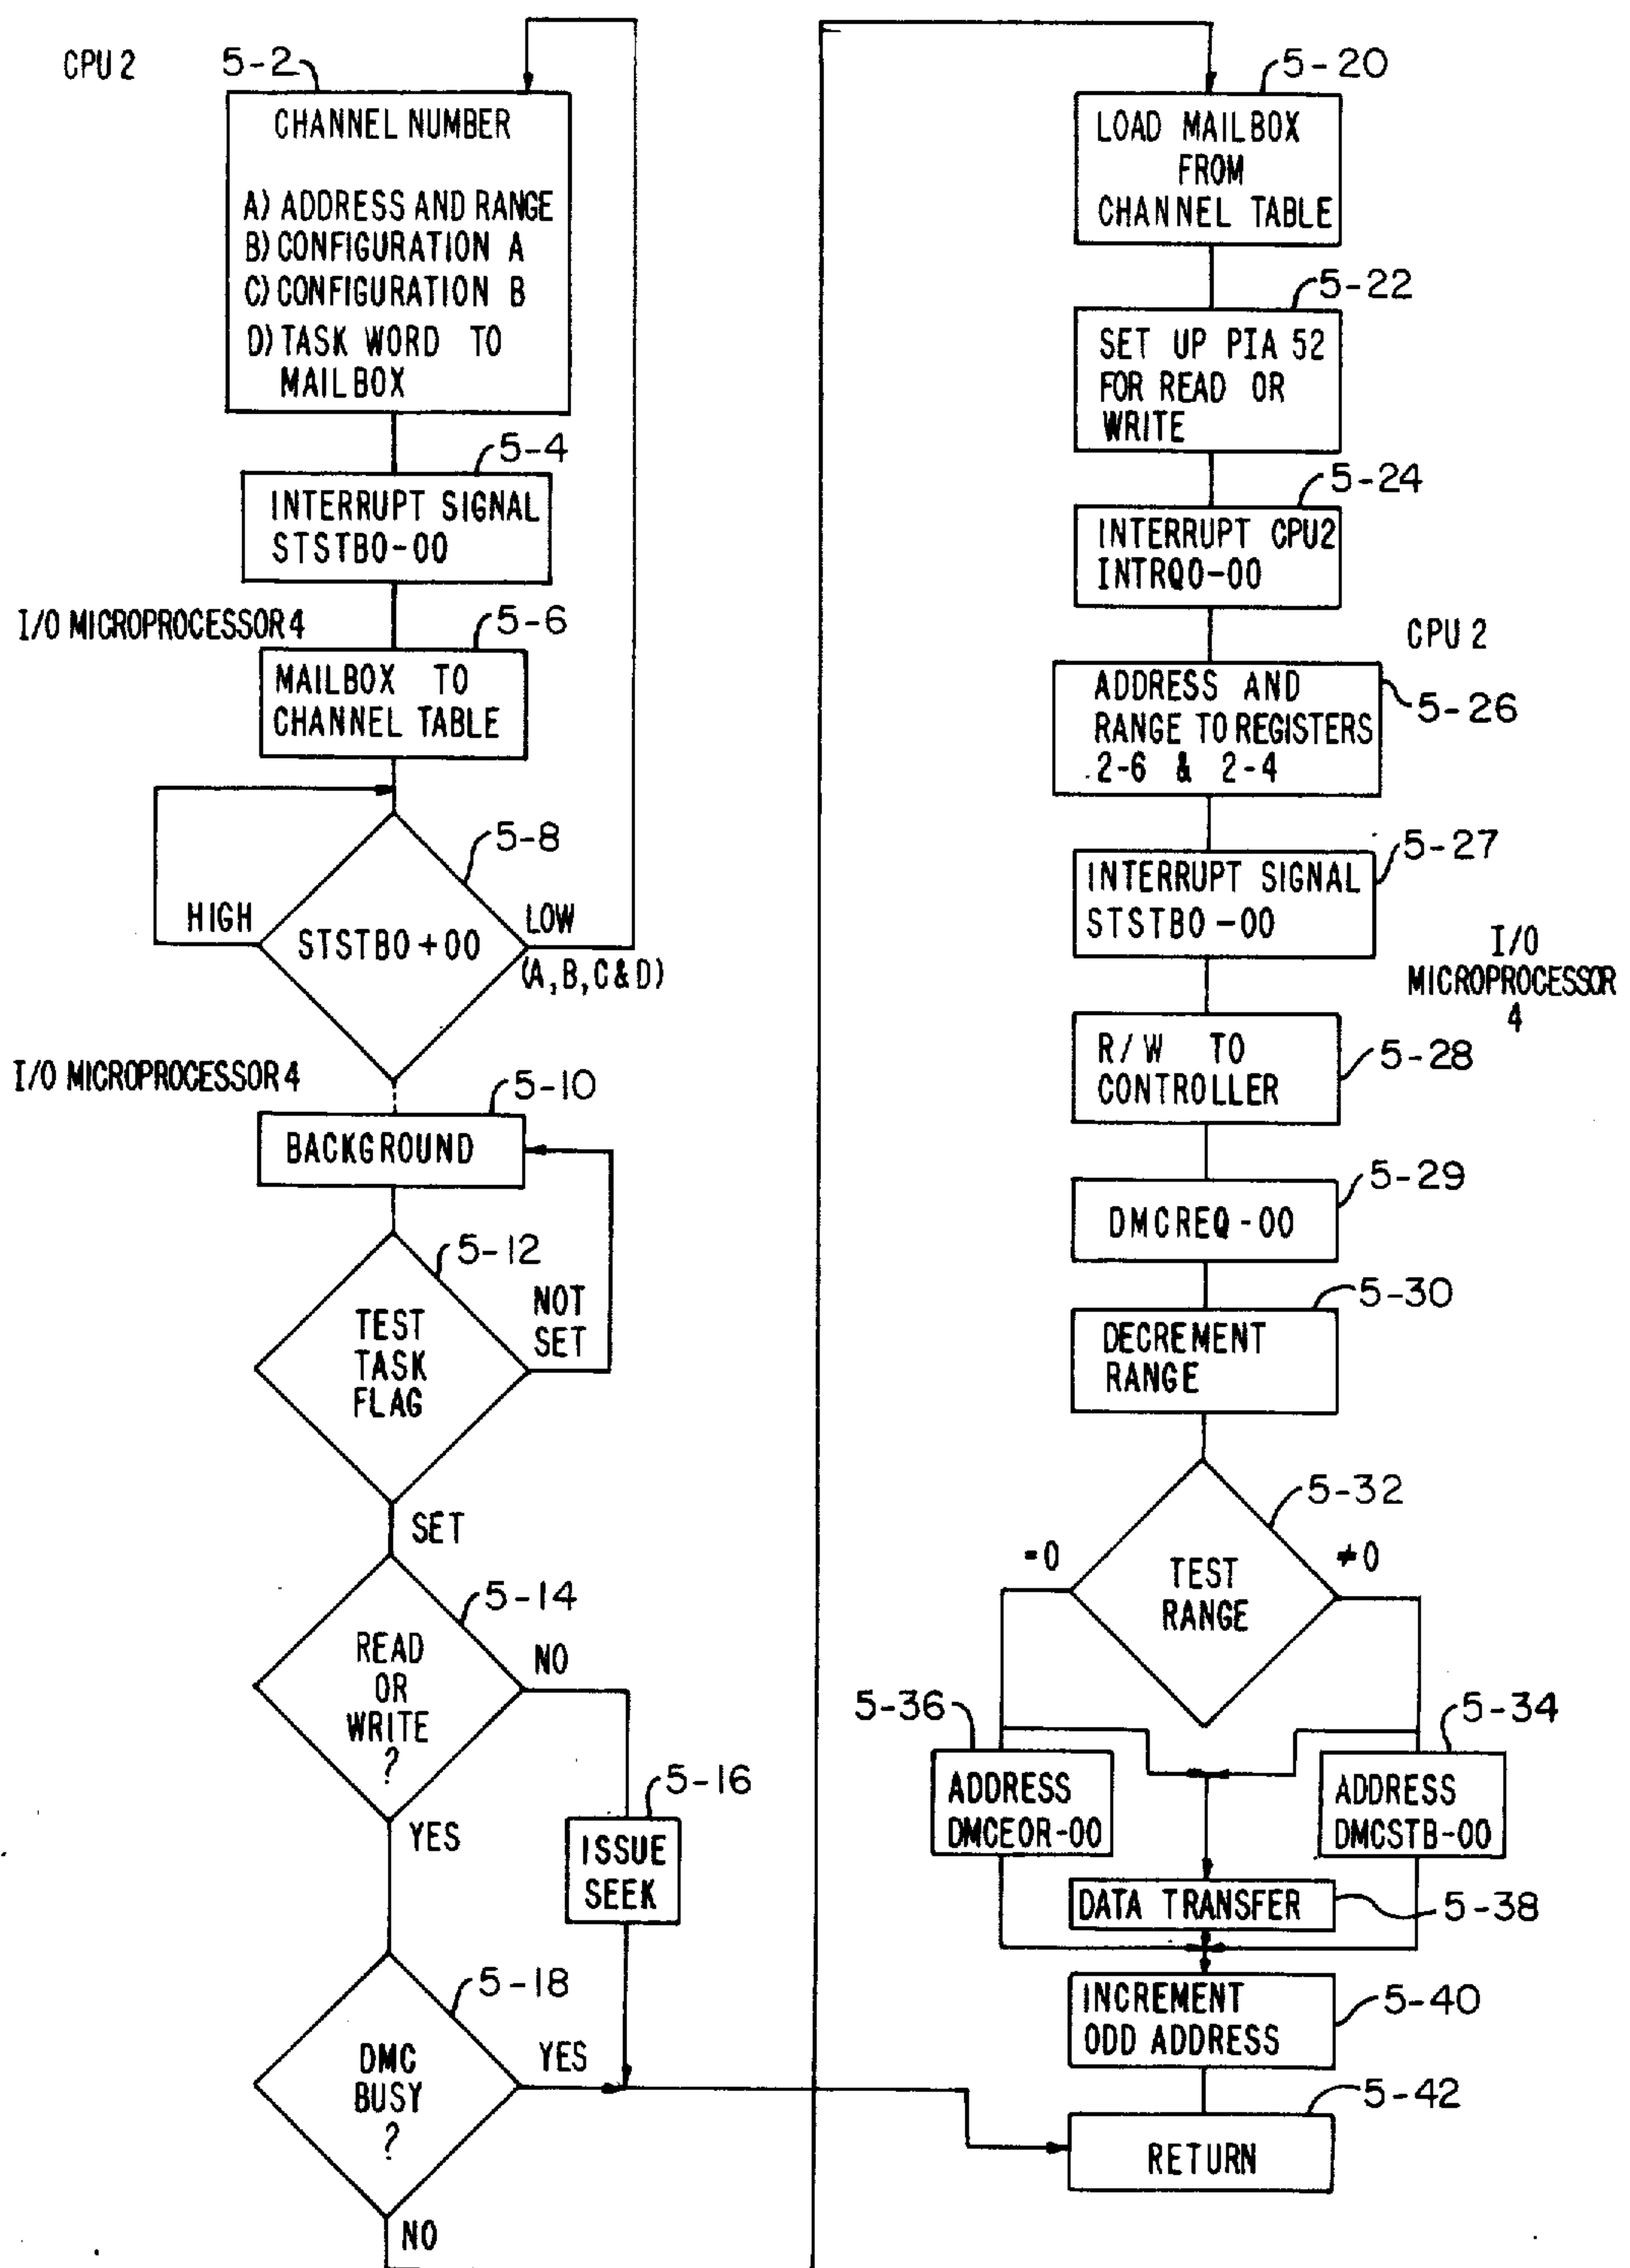 CPU 2
5-2
CHANNEL NUMBER
A) ADDRESS AND RANGE
B) CONFIGURATION A
C) CONFIGURATION B
D) TASK WORD TO
MAILBOX
5-4
INTERRUPT SIGNAL
STSTB0-00
I/O MICROPROCESSOR 4
5-6
MAILBOX TO
CHANNEL TABLE
5-8
HIGH
STSTB0+00
LOW
(A, B, C & D)
I/O MICROPROCESSOR 4
5-10
BACKGROUND
5-12
TEST
TASK
FLAG
NOT
SET
SET
5-14
READ
OR
WRITE
?
NO
YES
5-16
ISSUE
SEEK
5-18
DMC
BUSY
?
YES
NO
5-20
LOAD MAILBOX
FROM
CHANNEL TABLE
5-22
SET UP PIA 52
FOR READ OR
WRITE
5-24
INTERRUPT CPU2
INTRQ0-00
CPU 2
ADDRESS AND
RANGE TO REGISTERS
2-6 & 2-4
5-26
5-27
INTERRUPT SIGNAL
STSTB0-00
I/O
MICROPROCESSOR
4
R/W TO
CONTROLLER
5-28
5-29
DMCREQ-00
5-30
DECREMENT
RANGE
5-32
=0
≠0
TEST
RANGE
5-36
ADDRESS
DMCEOR-00
5-34
ADDRESS
DMCSTB-00
DATA TRANSFER
5-38
INCREMENT
ODD ADDRESS
5-40
5-42
RETURN